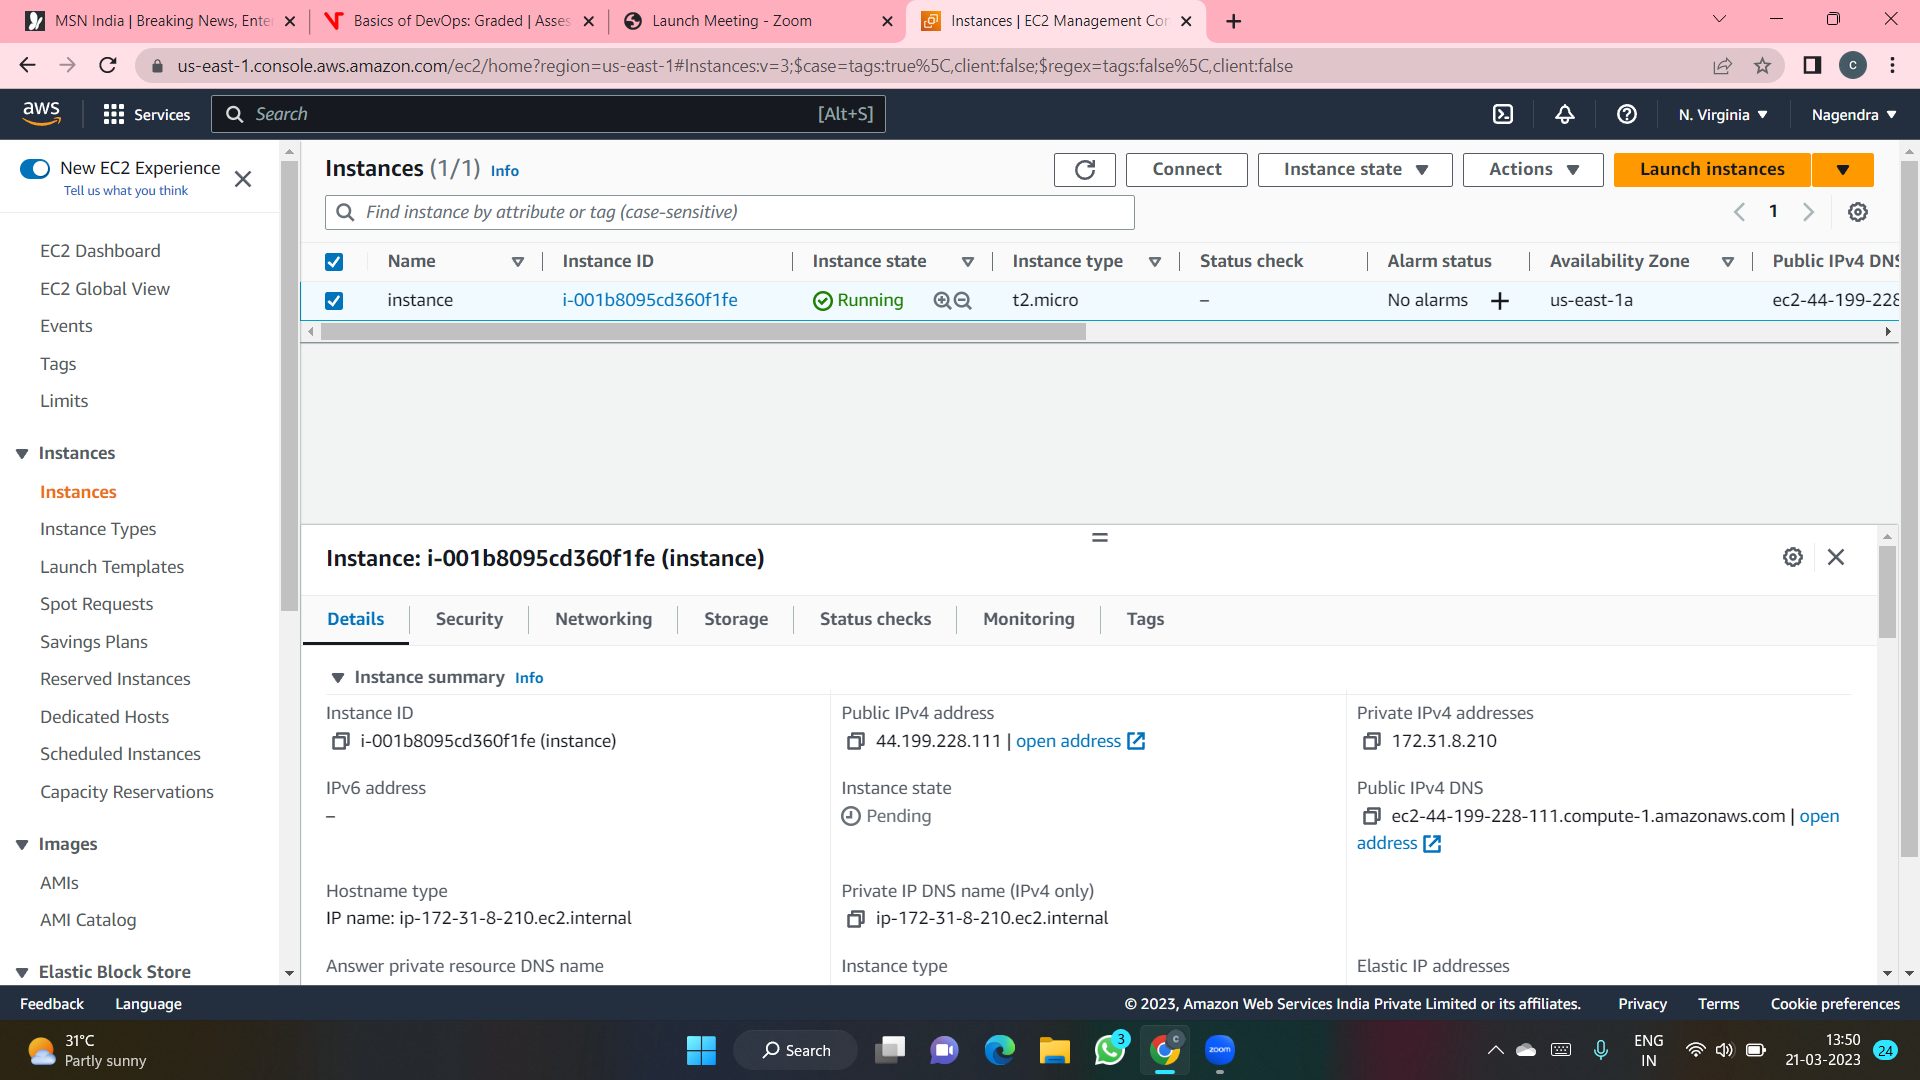 MSN India | Breaking News, Enter
Basics of DevOps: Graded | Asses
Launch Meeting - Zoom
Instances | EC2 Management Con
us-east-1.console.aws.amazon.com/ec2/home?region=us-east-1#Instances:v=3;$case=tags:true%5C,client:false;$regex=tags:false%5C,client:false
C
aws
Services
Search
[Alt+S]
N. Virginia
Nagendra
New EC2 Experience
Tell us what you think
EC2 Dashboard
EC2 Global View
Events
Tags
Limits
Instances
Instances
Instance Types
Launch Templates
Spot Requests
Savings Plans
Reserved Instances
Dedicated Hosts
Scheduled Instances
Capacity Reservations
Images
AMIs
AMI Catalog
Elastic Block Store
Instances (1/1) Info
Connect
Instance state
Actions
Launch instances
Find instance by attribute or tag (case-sensitive)
1
Name Instance ID Instance state Instance type Status check Alarm status Availability Zone Public IPv4 DNS
instance i-001b8095cd360f1fe Running t2.micro – No alarms us-east-1a ec2-44-199-228
Instance: i-001b8095cd360f1fe (instance)
Details Security Networking Storage Status checks Monitoring Tags
Instance summary Info
Instance ID
i-001b8095cd360f1fe (instance)
Public IPv4 address
44.199.228.111 | open address
Private IPv4 addresses
172.31.8.210
IPv6 address
–
Instance state
Pending
Public IPv4 DNS
ec2-44-199-228-111.compute-1.amazonaws.com | open
address
Hostname type
IP name: ip-172-31-8-210.ec2.internal
Private IP DNS name (IPv4 only)
ip-172-31-8-210.ec2.internal
Answer private resource DNS name
Instance type
Elastic IP addresses
Feedback Language
© 2023, Amazon Web Services India Private Limited or its affiliates.
Privacy Terms Cookie preferences
31°C
Partly sunny
Search
3
C
zoom
ENG
IN
13:50
21-03-2023
24